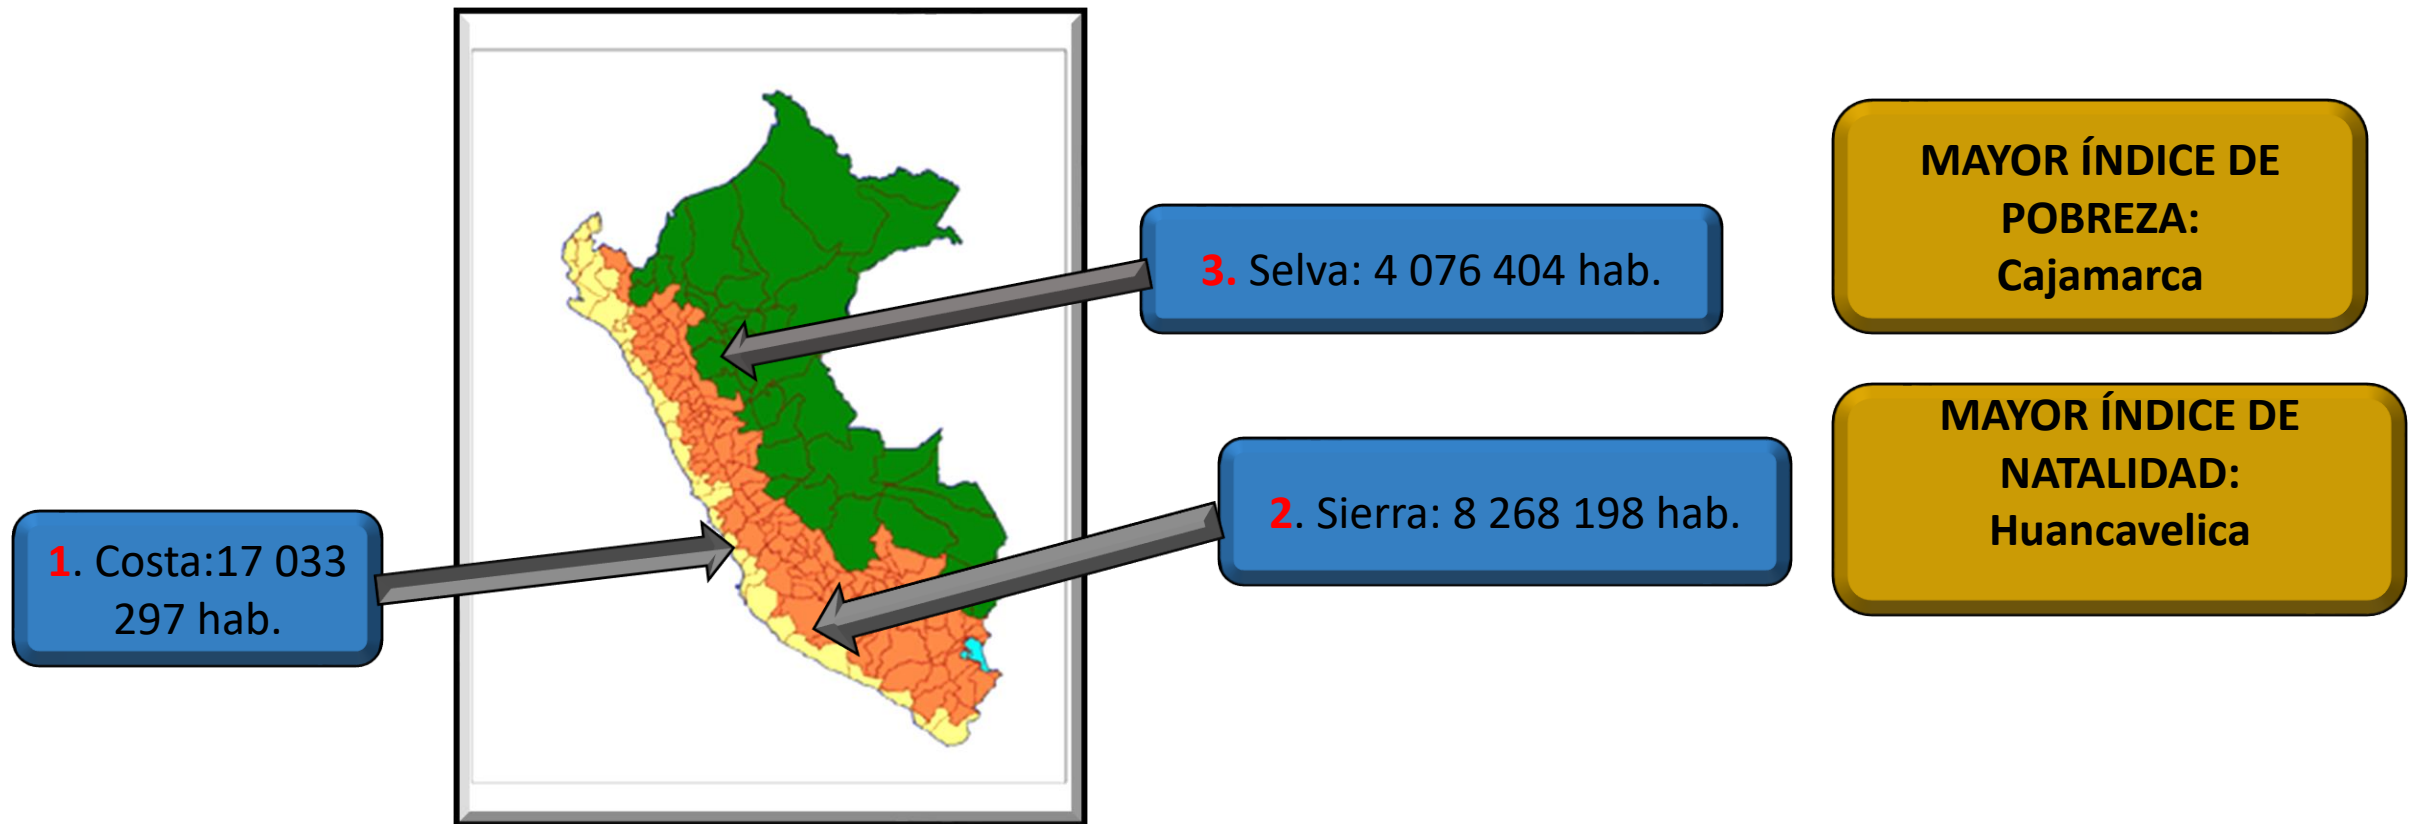 1. Costa:17 033
297 hab.
3. Selva: 4 076 404 hab.
2. Sierra: 8 268 198 hab.
MAYOR ÍNDICE DE
POBREZA:
Cajamarca
MAYOR ÍNDICE DE
NATALIDAD:
Huancavelica